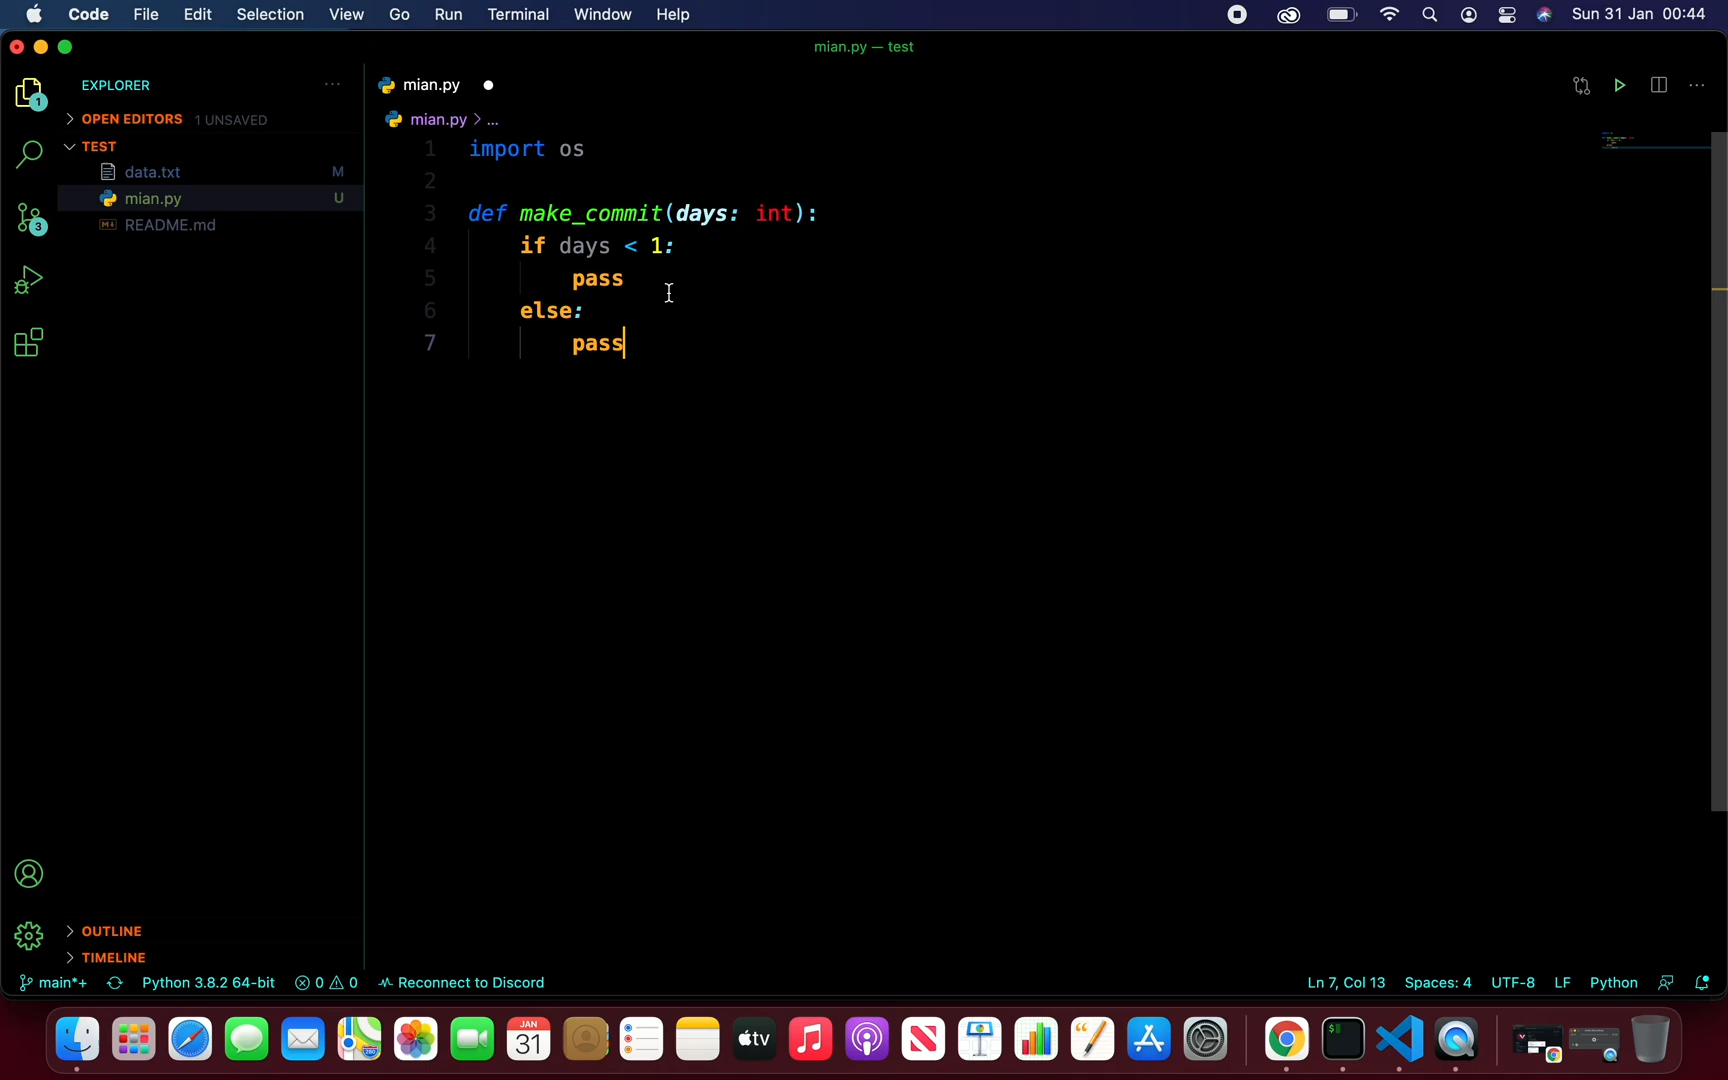 Code File Edit Selection View Go Run Terminal Window Help Sun 31 Jan 00:44
mian.py — test
EXPLORER ...
mian.py
OPEN EDITORS 1 UNSAVED
mian.py > ...
TEST
data.txt M
mian.py U
README.md
1 import os
2
3 def make_commit(days: int):
4 if days < 1:
5 pass
6 else:
7 pass
1
3
OUTLINE
TIMELINE
main*+ Python 3.8.2 64-bit 0 0 Reconnect to Discord Ln 7, Col 13 Spaces: 4 UTF-8 LF Python
JAN
31
tv
280
$